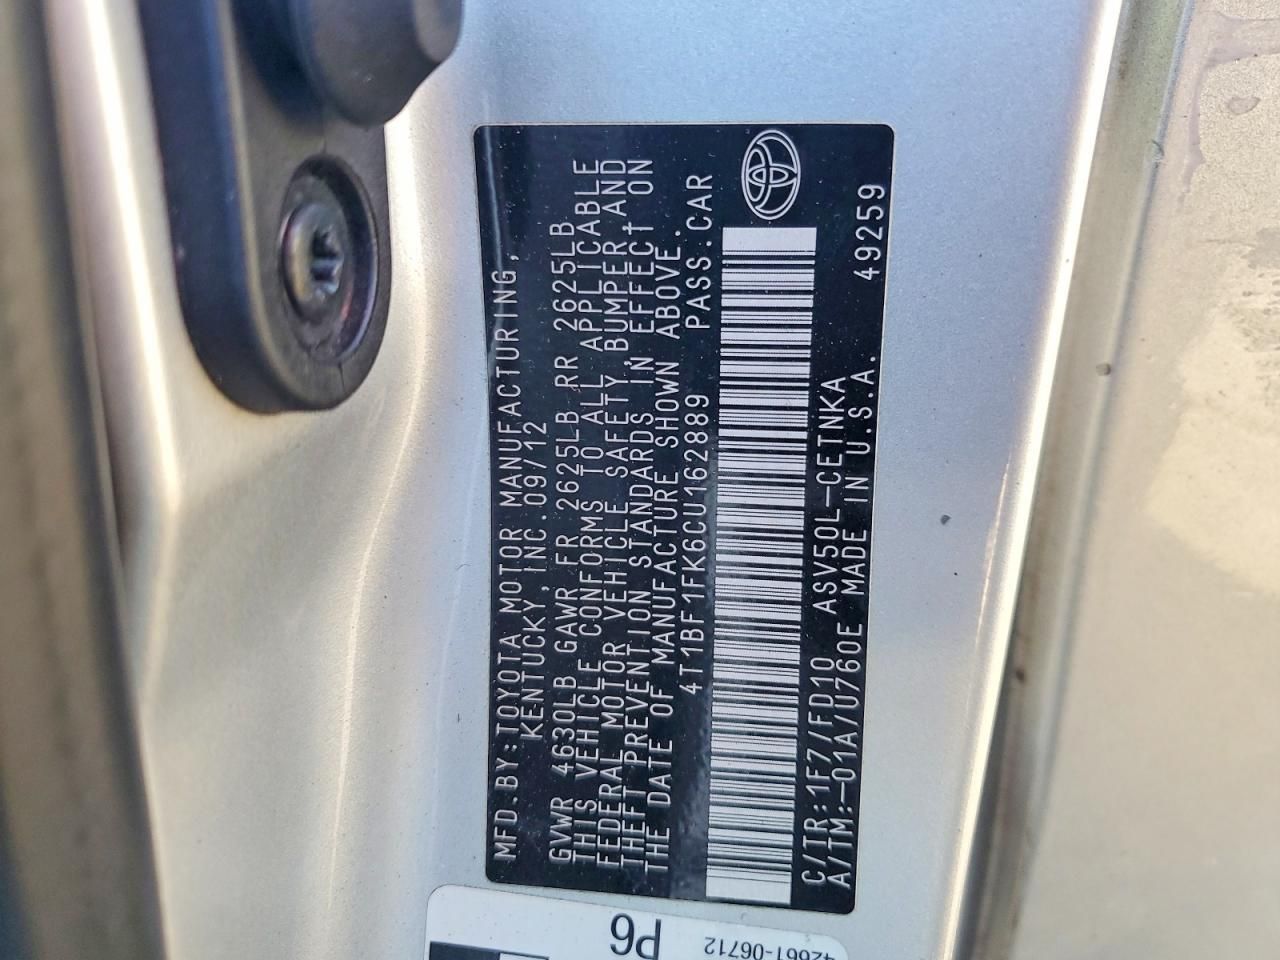 MFD.BY:TOYOTA MOTOR MANUFACTURING,
KENTUCKY, INC. 09/12
GVWR 4630LB GAWR FR 2625LB RR 2625LB
THIS VEHICLE CONFORMS TO ALL APPLICABLE
FEDERAL MOTOR VEHICLE SAFETY, BUMPER AND
THEFT PREVENTION STANDARDS IN EFFECT ON
THE DATE OF MANUFACTURE SHOWN ABOVE.
4T1BF1FK6CU162889 PASS.CAR
C/TR:1F7/FD10 ASV50L-CETNKA
A/TM:-01A/U760E MADE IN U.S.A. 49259
P6
42661-06712